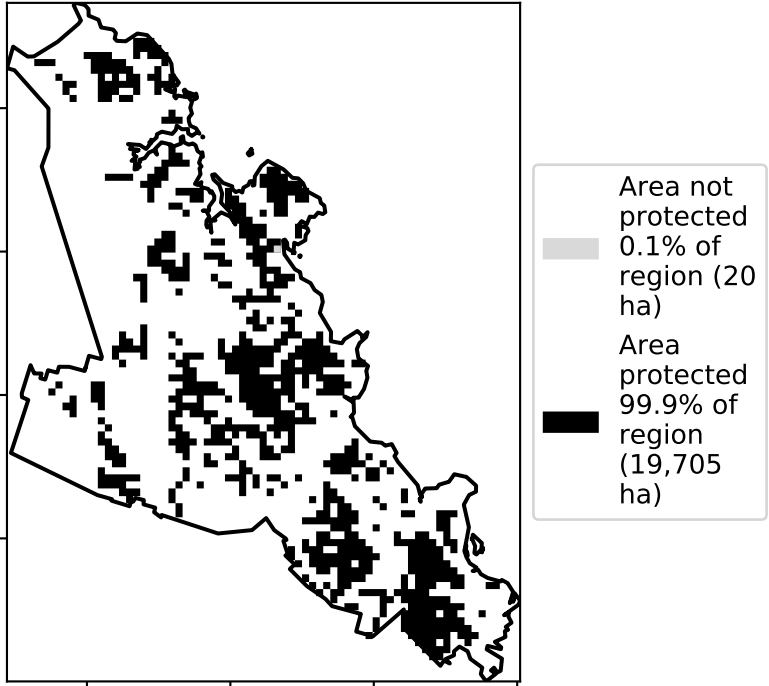 Area not
protected
0.1% of
region (20
ha)
Area
protected
99.9% of
region
(19,705
ha)